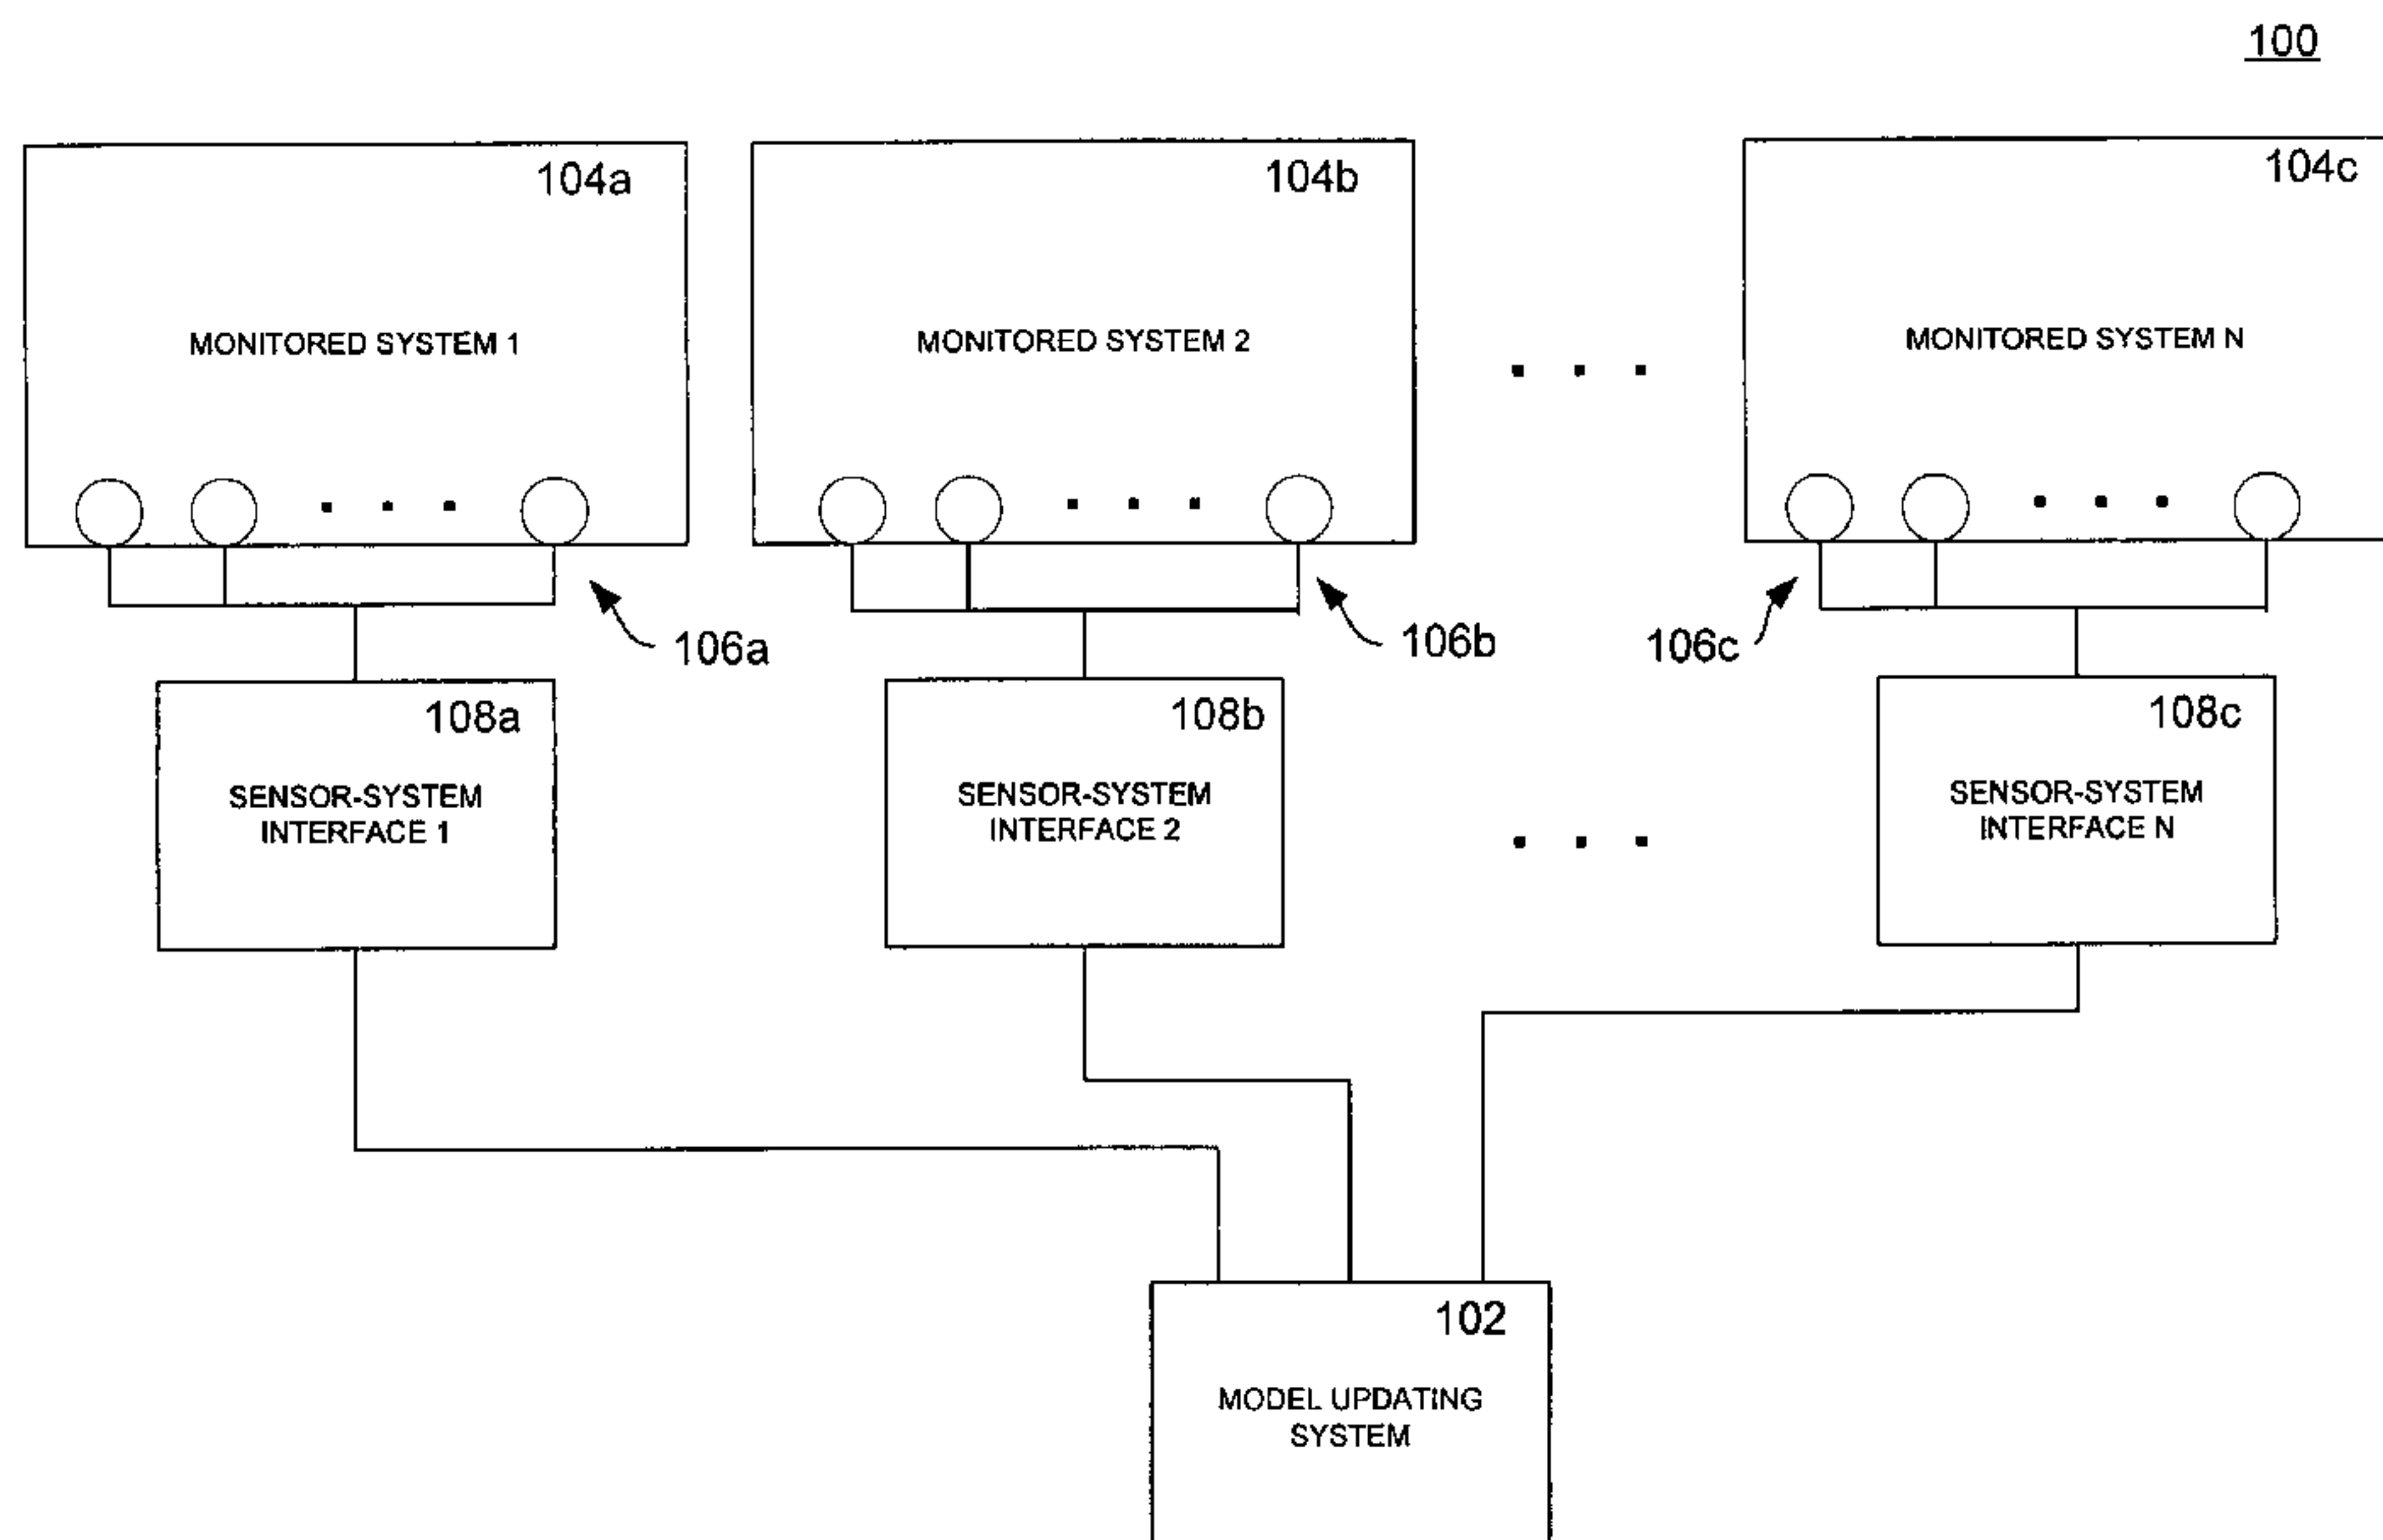 100
104a
104b
104c
MONITORED SYSTEM 1
MONITORED SYSTEM 2
MONITORED SYSTEM N
106a
106b
106c
108a
108b
108c
SENSOR-SYSTEM
INTERFACE 1
SENSOR-SYSTEM
INTERFACE 2
SENSOR-SYSTEM
INTERFACE N
102
MODEL UPDATING
SYSTEM